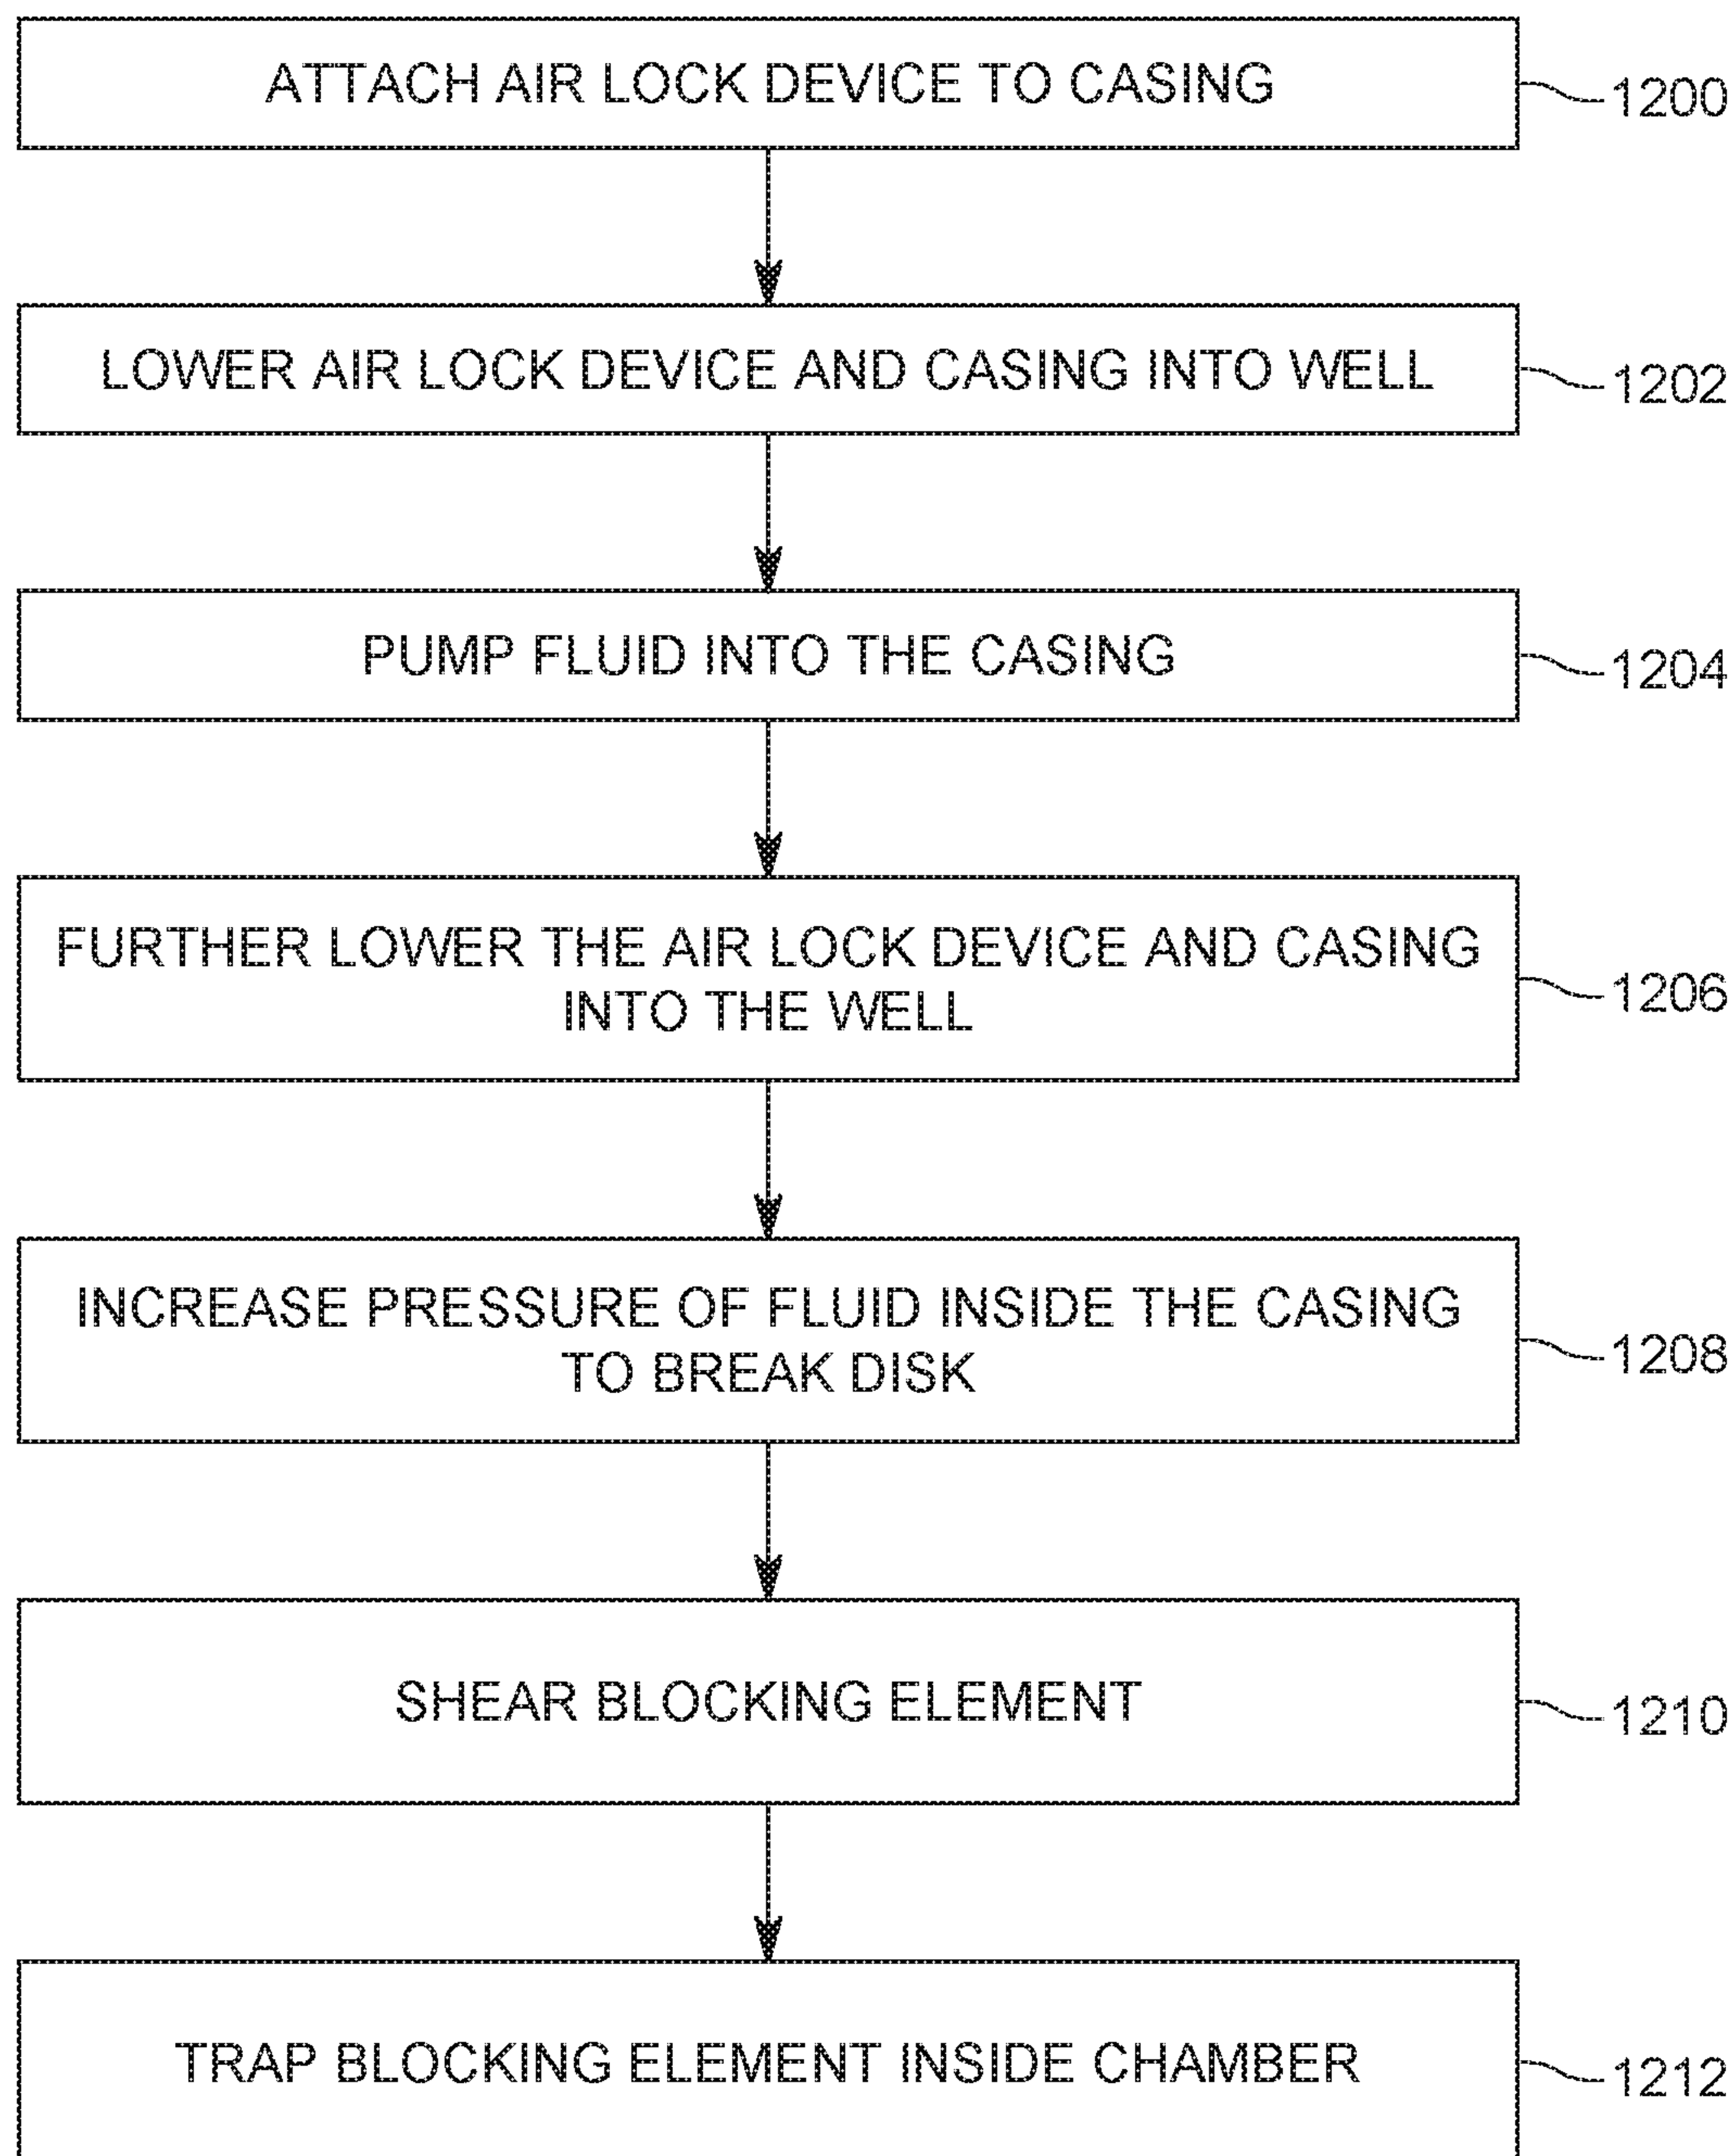 ATTACH AIR LOCK DEVICE TO CASING
1200
LOWER AIR LOCK DEVICE AND CASING INTO WELL
1202
PUMP FLUID INTO THE CASING
1204
FURTHER LOWER THE AIR LOCK DEVICE AND CASING
INTO THE WELL
1206
INCREASE PRESSURE OF FLUID INSIDE THE CASING
TO BREAK DISK
1208
SHEAR BLOCKING ELEMENT
1210
TRAP BLOCKING ELEMENT INSIDE CHAMBER
1212